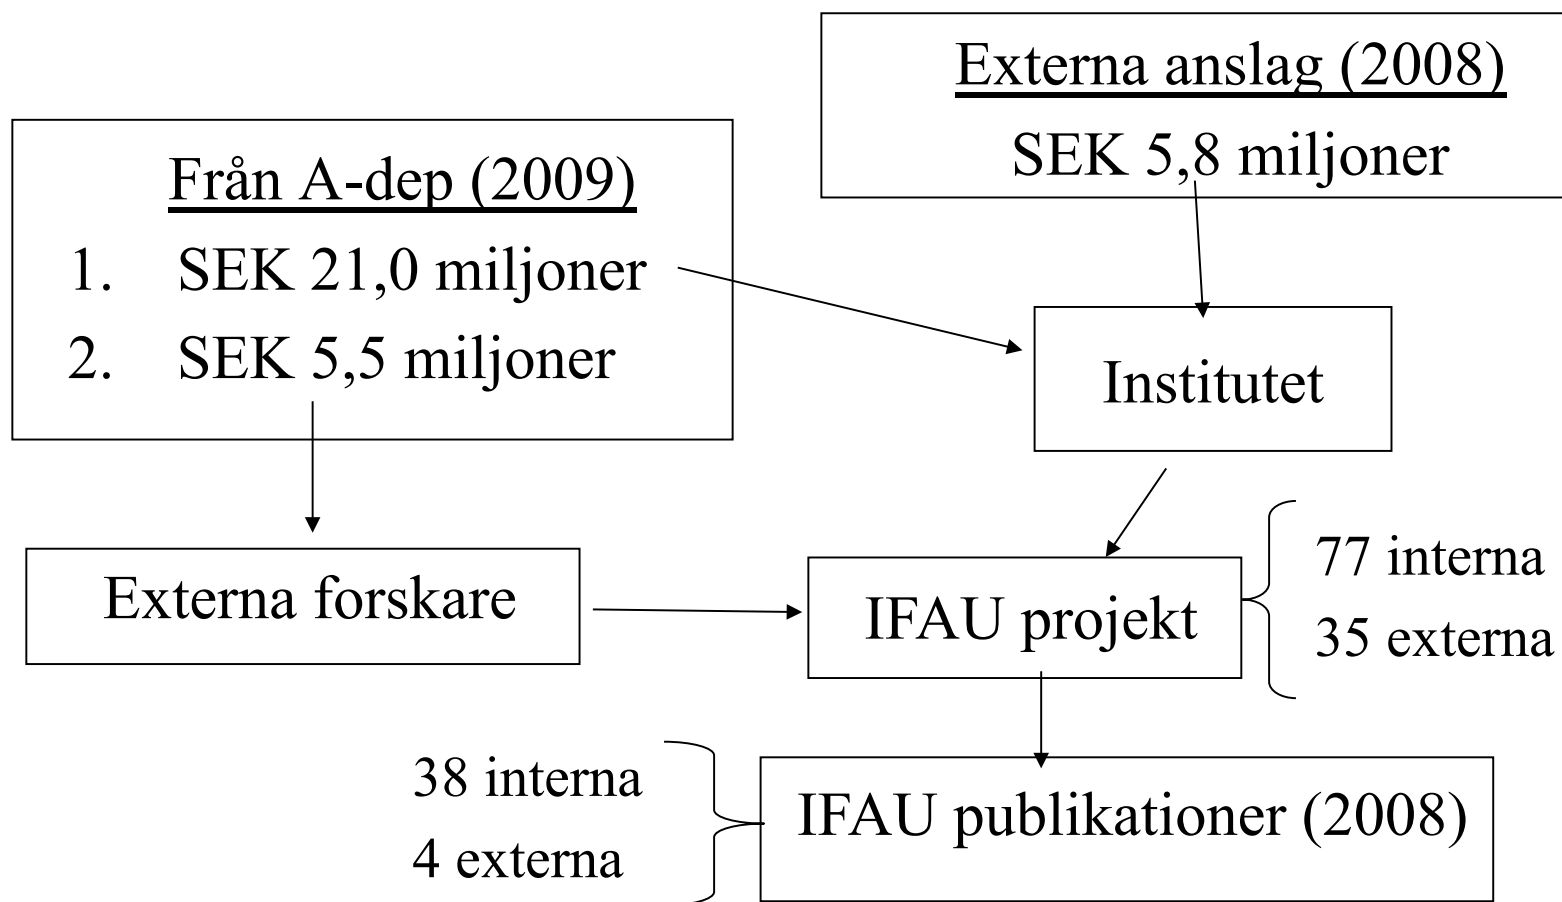 Externa anslag (2008)
SEK 5,8 miljoner
Från A-dep (2009)
1. SEK 21,0 miljoner
2. SEK 5,5 miljoner
Institutet
Externa forskare
IFAU projekt
77 interna
35 externa
38 interna
4 externa
IFAU publikationer (2008)